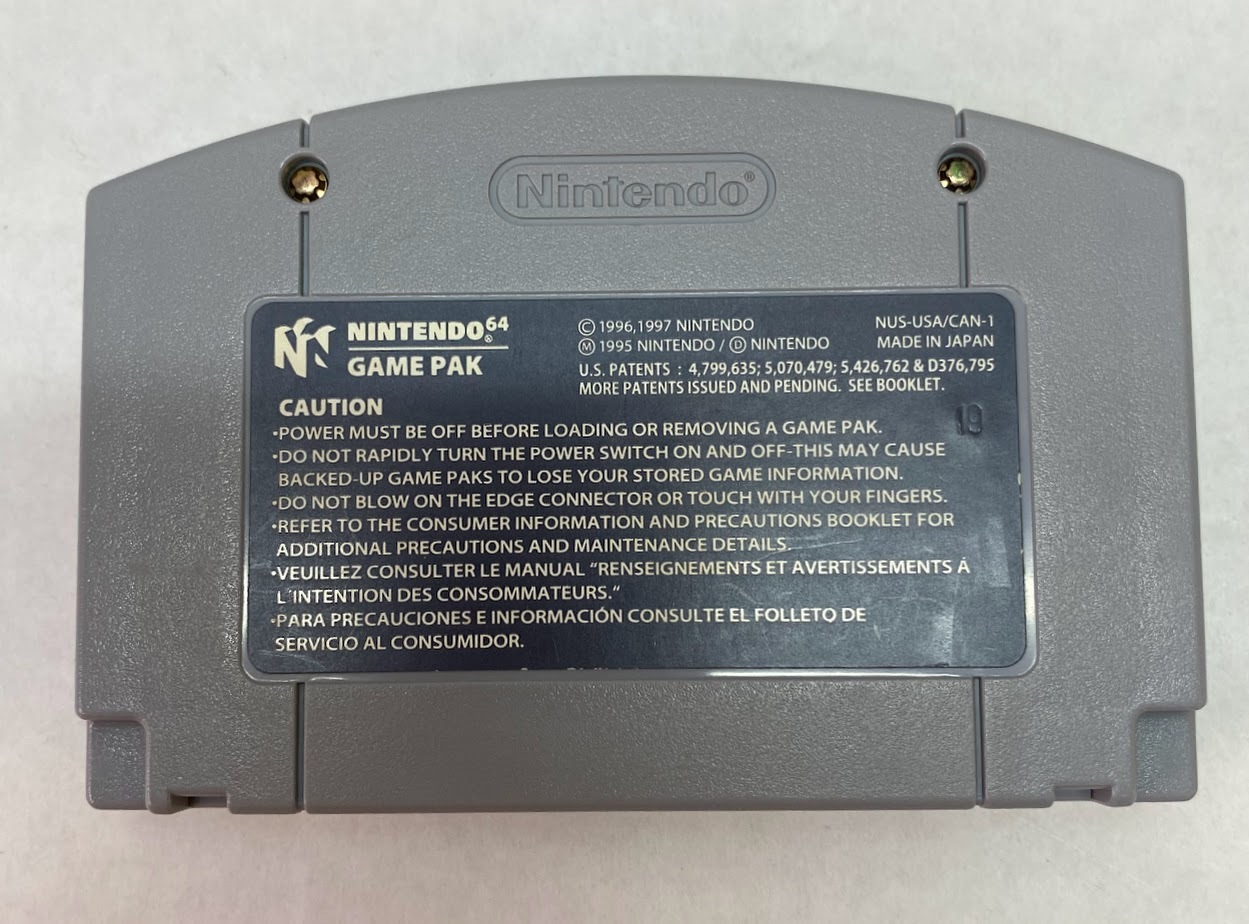 Nintendo®
NINTENDO64®
GAME PAK
©1996,1997 NINTENDO
Ⓜ 1995 NINTENDO / Ⓓ NINTENDO
NUS-USA/CAN-1
MADE IN JAPAN
U.S. PATENTS : 4,799,635; 5,070,479; 5,426,762 & D376,795
MORE PATENTS ISSUED AND PENDING. SEE BOOKLET.
19
CAUTION
•POWER MUST BE OFF BEFORE LOADING OR REMOVING A GAME PAK.
•DO NOT RAPIDLY TURN THE POWER SWITCH ON AND OFF-THIS MAY CAUSE
BACKED-UP GAME PAKS TO LOSE YOUR STORED GAME INFORMATION.
•DO NOT BLOW ON THE EDGE CONNECTOR OR TOUCH WITH YOUR FINGERS.
•REFER TO THE CONSUMER INFORMATION AND PRECAUTIONS BOOKLET FOR
ADDITIONAL PRECAUTIONS AND MAINTENANCE DETAILS.
•VEUILLEZ CONSULTER LE MANUAL “RENSEIGNEMENTS ET AVERTISSEMENTS Á
L´INTENTION DES CONSOMMATEURS.“
•PARA PRECAUCIONES E INFORMACIÓN CONSULTE EL FOLLETO DE
SERVICIO AL CONSUMIDOR.